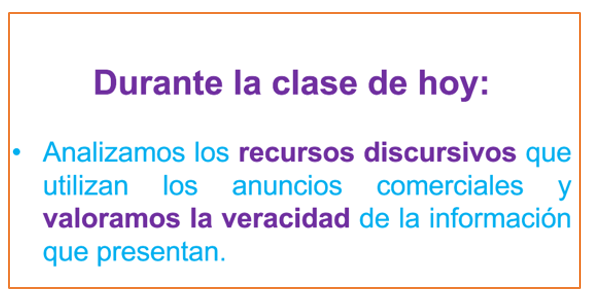 Durante la clase de hoy:
• Analizamos los recursos discursivos que
utilizan los anuncios comerciales y
valoramos la veracidad de la información
que presentan.